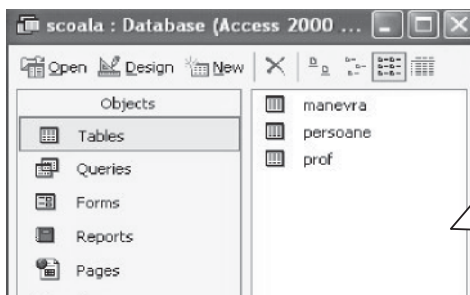 scoala : Database (Access 2000 ...
Open Design New
Objects
Tables
Queries
Forms
Reports
Pages
manevra
persoane
prof